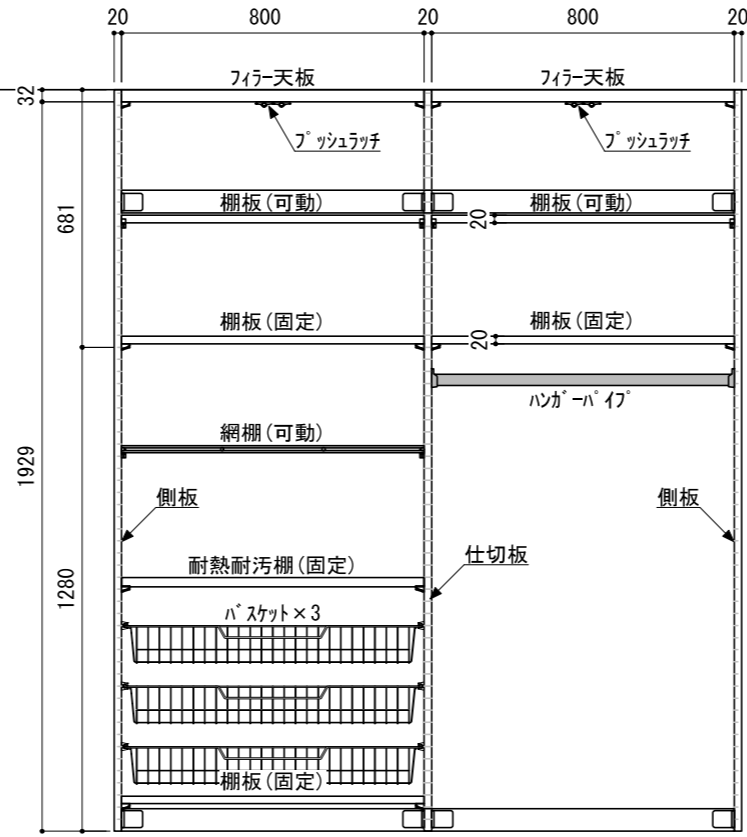 20 800 20 800 20
フィラー天板 フィラー天板
32
プッシュラッチ プッシュラッチ
棚板(可動) 棚板(可動)
681
20
棚板(固定) 棚板(固定)
20
ハンガーパイプ
網棚(可動)
1929
側板 側板
仕切板
耐熱耐汚棚(固定)
1280
バスケット×3
棚板(固定)